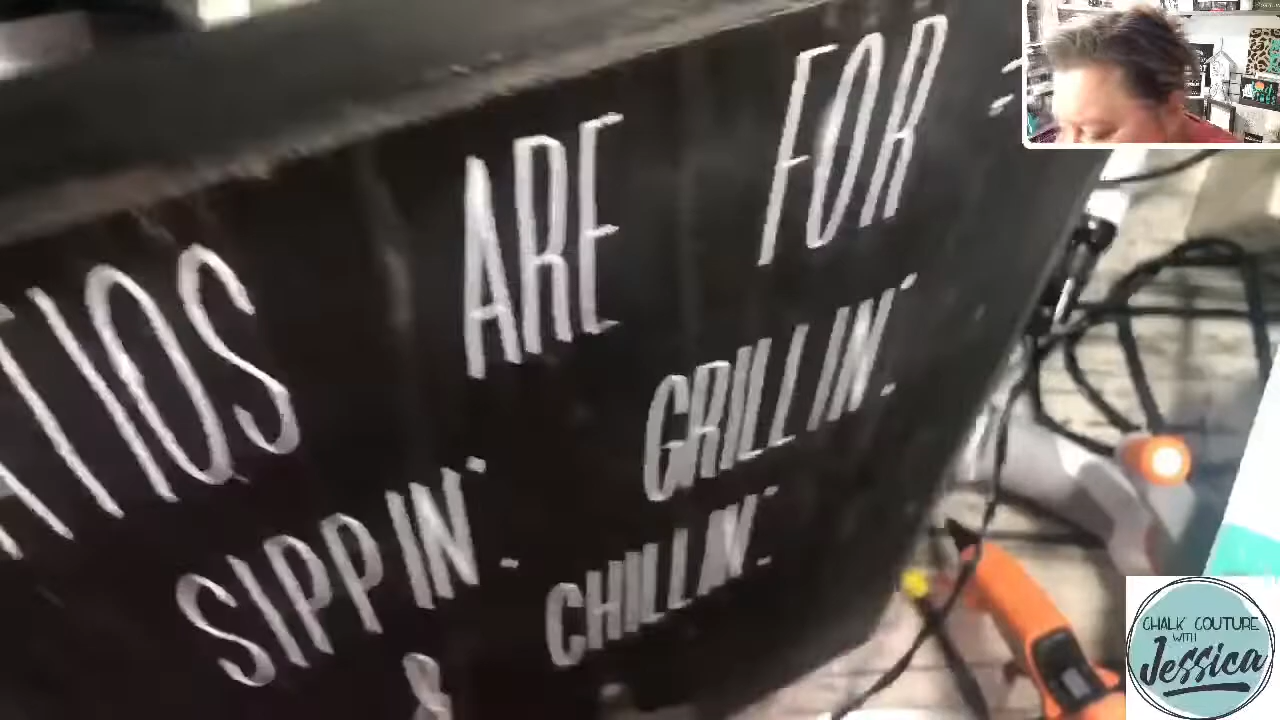 ATIOS ARE FOR
SIPPIN'. GRILLIN'.
& CHILLIN'.
CHALK COUTURE
WITH
Jessica